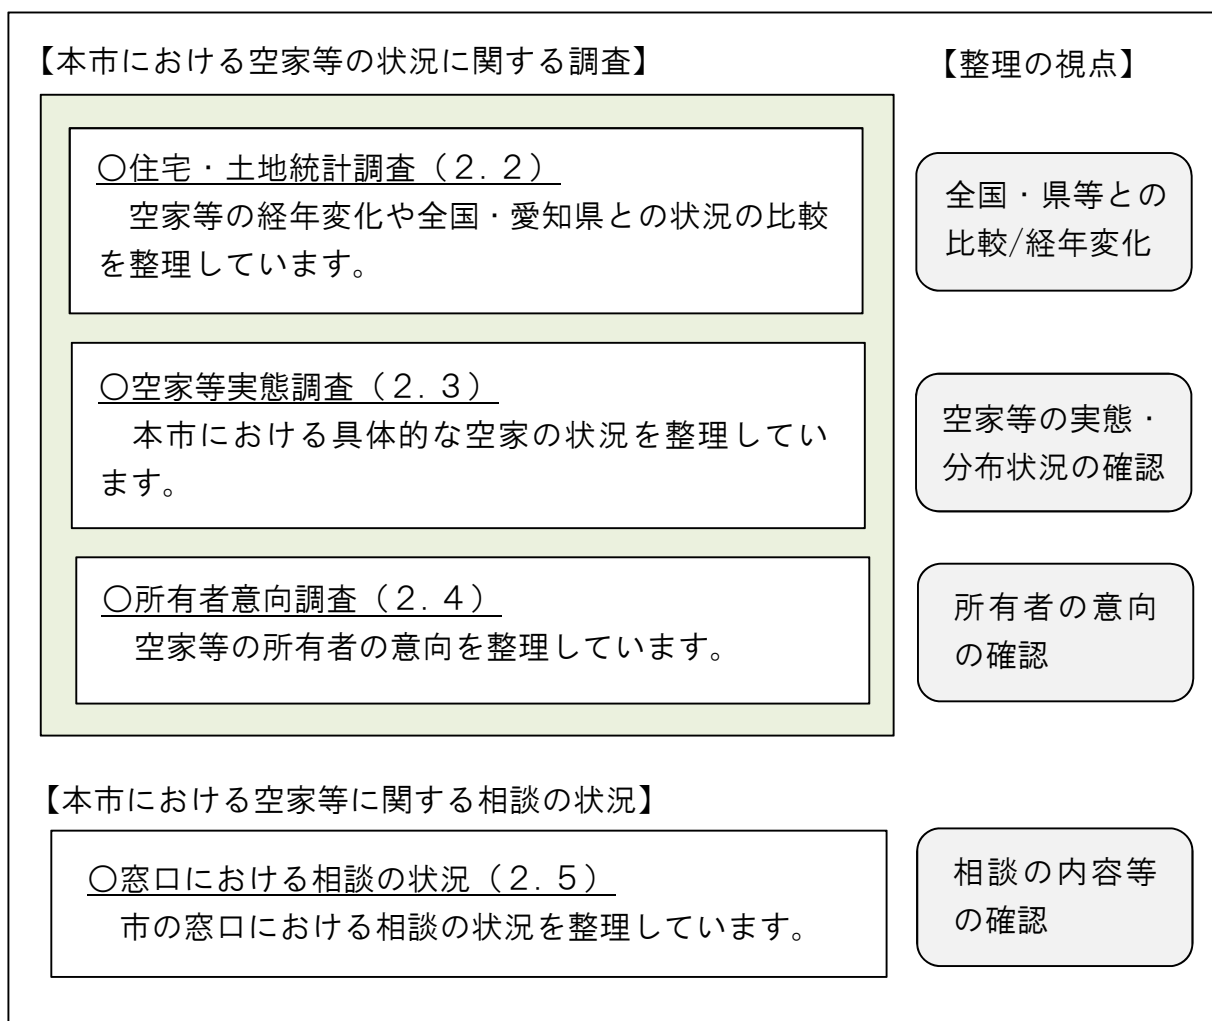 【本市における空家等の状況に関する調査】
【整理の視点】
○住宅・土地統計調査（２.２）
空家等の経年変化や全国・愛知県との状況の比較
を整理しています。
全国・県等との
比較/経年変化
○空家等実態調査（２.３）
本市における具体的な空家の状況を整理してい
ます。
空家等の実態・
分布状況の確認
○所有者意向調査（２.４）
空家等の所有者の意向を整理しています。
所有者の意向
の確認
【本市における空家等に関する相談の状況】
○窓口における相談の状況（２.５）
市の窓口における相談の状況を整理しています。
相談の内容等
の確認